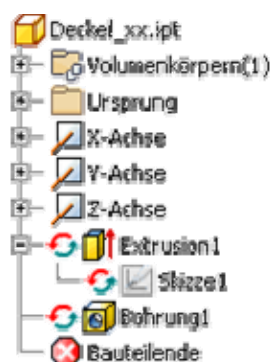 Deckel_xx.ipt
Volumenkörpern(1)
Ursprung
X-Achse
Y-Achse
Z-Achse
Extrusion1
Skizze1
Bohrung1
Bauteilende